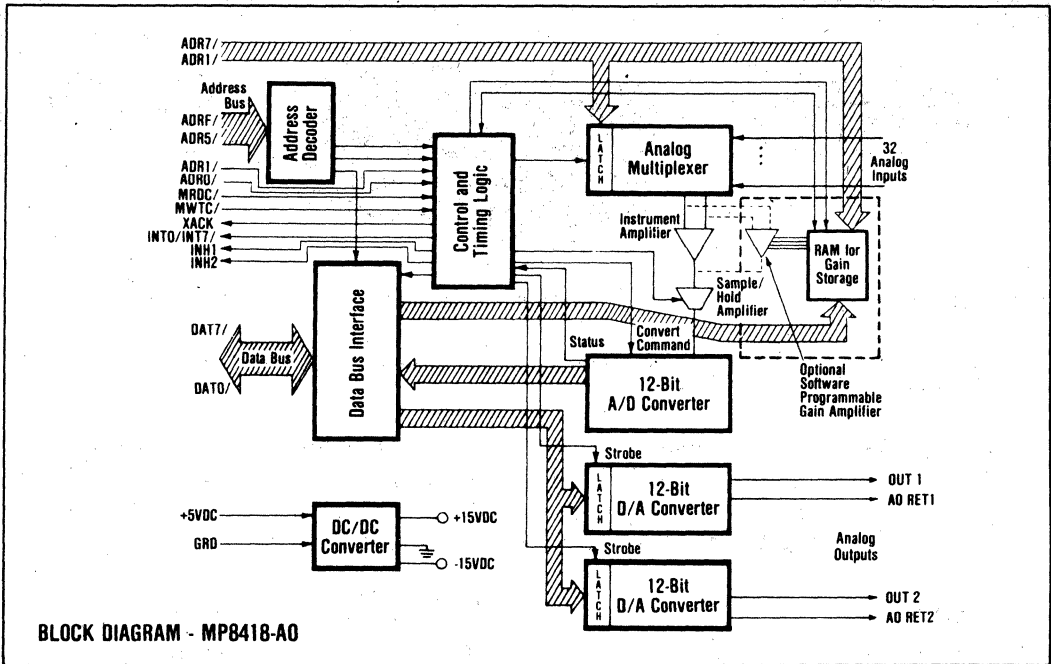 ADR7/
ADR1/
Address
Bus
ADRF/
ADR5/
Address
Decoder
ADR1/
ADR0/
MRDC/
MWTC/
XACK
INT0/INT7/
INH1
INH2
Control and
Timing Logic
LATCH
Analog
Multiplexer
32
Analog
Inputs
Instrument
Amplifier
RAM for
Gain
Storage
Sample/
Hold
Amplifier
DAT7/
Data Bus
DAT0/
Data Bus Interface
Status
Convert
Command
12-Bit
A/D Converter
Optional
Software
Programmable
Gain Amplifier
Strobe
LATCH
12-Bit
D/A Converter
OUT 1
AO RET1
+5VDC
GRD
DC/DC
Converter
+15VDC
-15VDC
Analog
Outputs
Strobe
LATCH
12-Bit
D/A Converter
OUT 2
AO RET2
BLOCK DIAGRAM - MP8418-AO